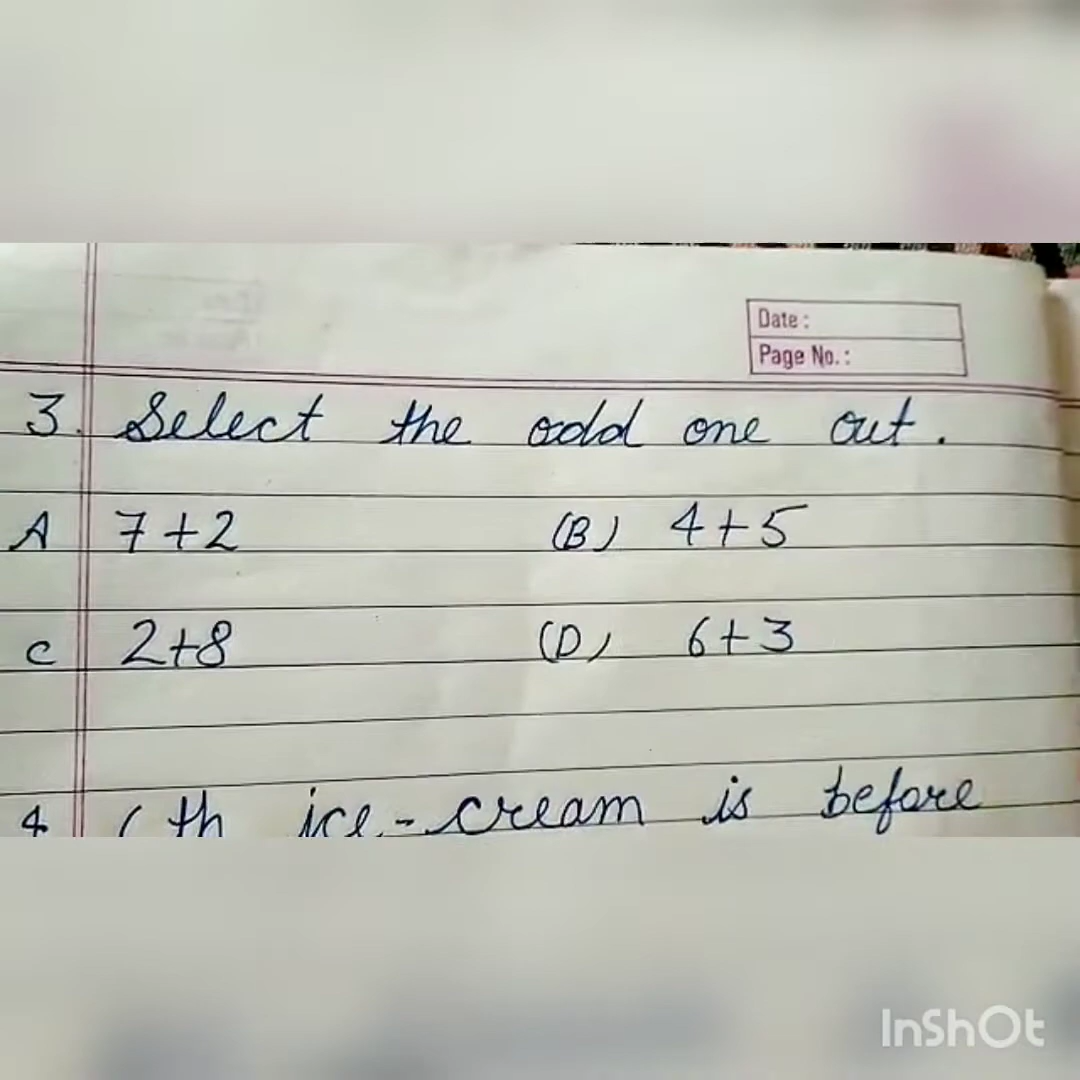 Date :
Page No. :
3. Select the odd one out.
A 7+2 (B) 4+5
C 2+8 (D) 6+3
4 th ice-cream is before
InShOt